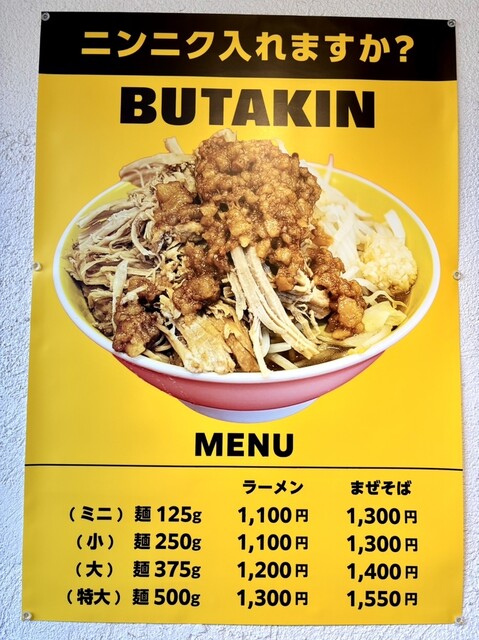 ニンニク入れますか?
BUTAKIN
MENU
ラーメン まぜそば
(ミニ) 麺 125g 1,100円 1,300円
(小) 麺 250g 1,100円 1,300円
(大) 麺 375g 1,200円 1,400円
(特大) 麺 500g 1,300円 1,550円